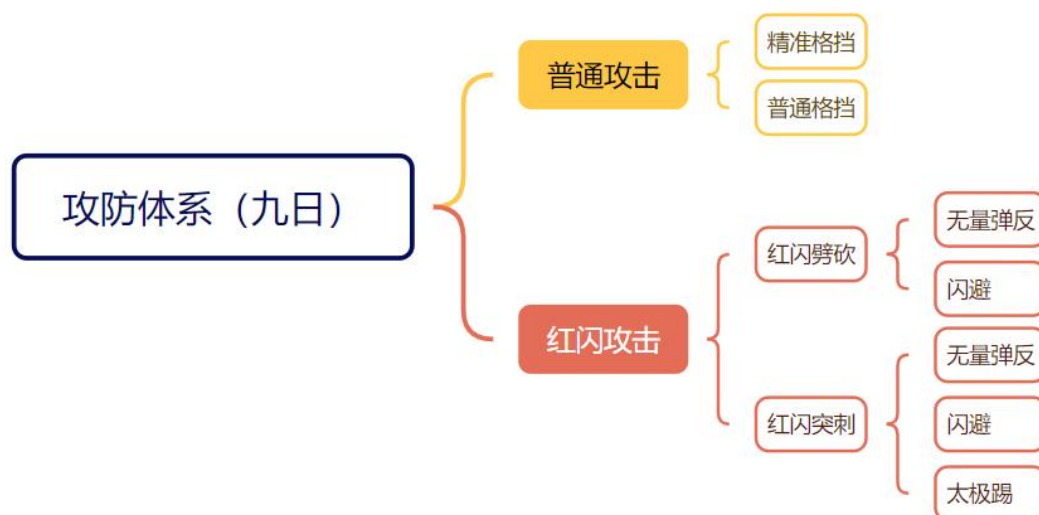 攻防体系（九日）
普通攻击
精准格挡
普通格挡
红闪攻击
红闪劈砍
无量弹反
闪避
红闪突刺
无量弹反
闪避
太极踢